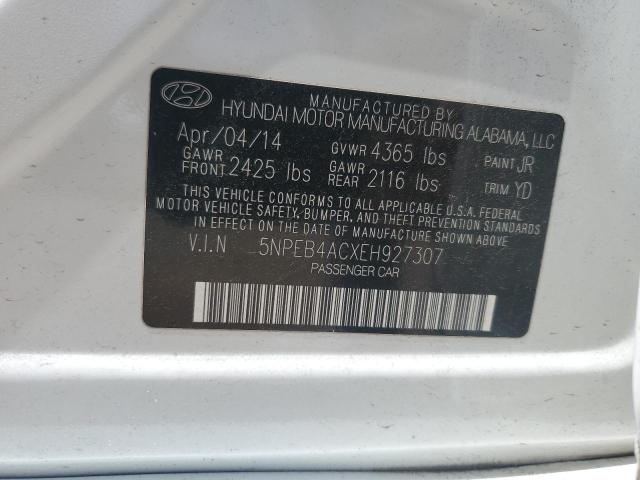 MANUFACTURED BY
HYUNDAI MOTOR MANUFACTURING ALABAMA, LLC
Apr/04/14 GVWR 4365 lbs PAINT JR
GAWR FRONT 2425 lbs GAWR REAR 2116 lbs TRIM YD
THIS VEHICLE CONFORMS TO ALL APPLICABLE U.S.A. FEDERAL
MOTOR VEHICLE SAFETY, BUMPER, AND THEFT PREVENTION STANDARDS
IN EFFECT ON THE DATE OF MANUFACTURE SHOWN ABOVE.
V.I.N 5NPEB4ACXEH927307
PASSENGER CAR